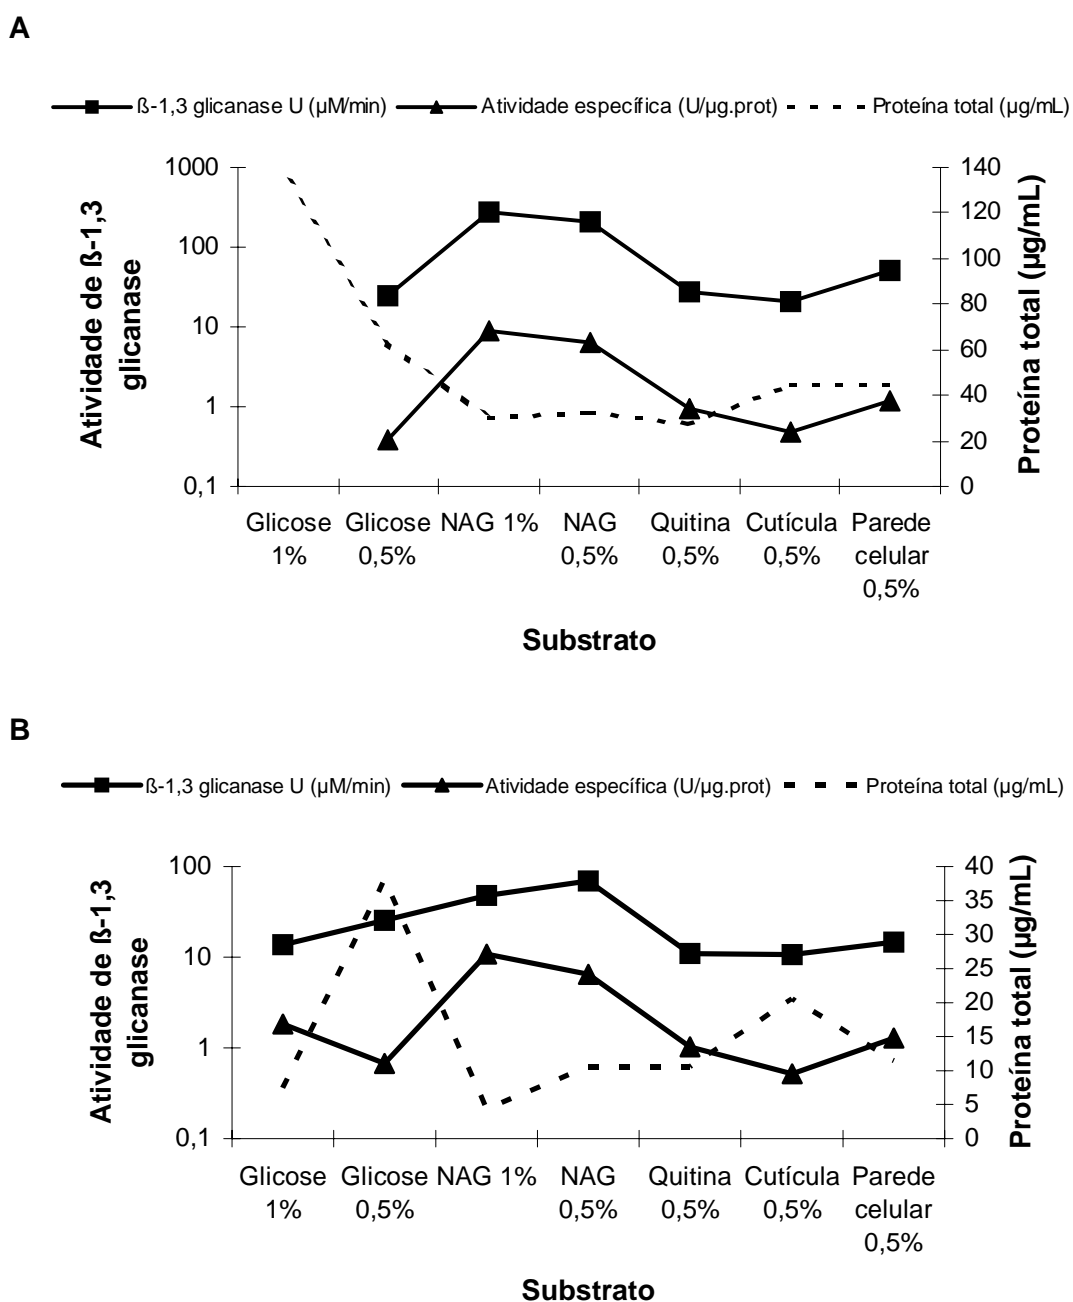 A
ß-1,3 glicanase U (µM/min) Atividade específica (U/µg.prot) Proteína total (µg/mL)
Atividade de ß-1,3
glicanase
1000
100
10
1
0,1
140
120
100
80
60
40
20
0
Proteína total (µg/mL)
Glicose Glicose NAG 1% NAG Quitina Cutícula Parede
1% 0,5% 0,5% 0,5% 0,5% celular
0,5%
Substrato
B
ß-1,3 glicanase U (µM/min) Atividade específica (U/µg.prot) Proteína total (µg/mL)
Atividade de ß-1,3
glicanase
100
10
1
0,1
40
35
30
25
20
15
10
5
0
Proteína total (µg/mL)
Glicose Glicose NAG 1% NAG Quitina Cutícula Parede
1% 0,5% 0,5% 0,5% 0,5% celular
0,5%
Substrato